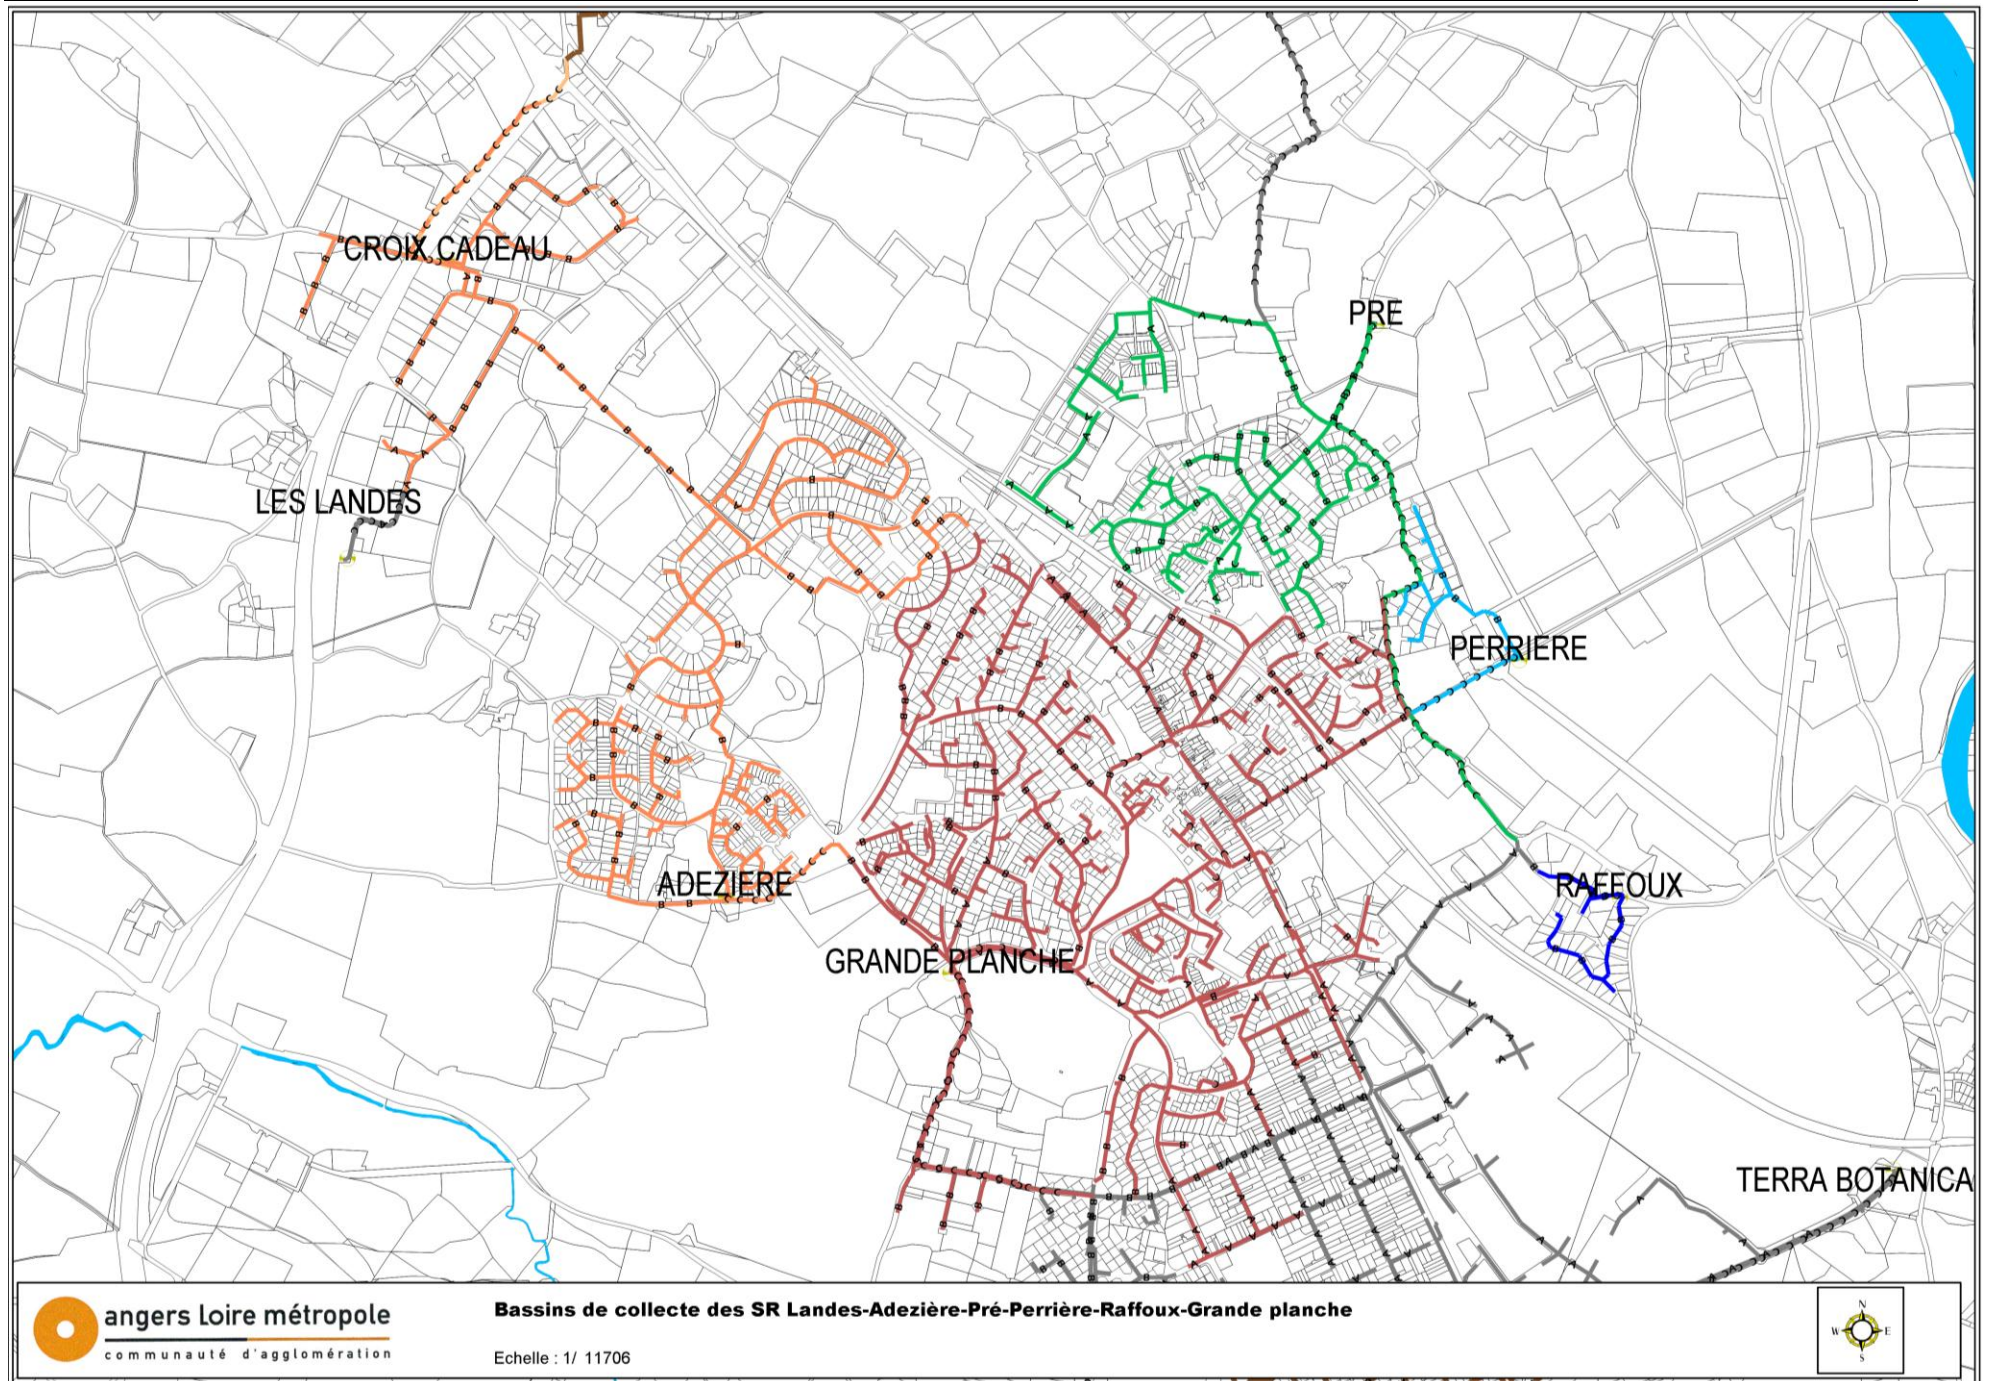 CROIX CADEAU
PRE
LES LANDES
PERRIERE
ADEZIERE
RAFFOUX
GRANDE PLANCHE
TERRA BOTANICA
angers Loire métropole
communauté d'agglomération
Bassins de collecte des SR Landes-Adezière-Pré-Perrière-Raffoux-Grande planche
Echelle : 1/ 11706
N
W E
S